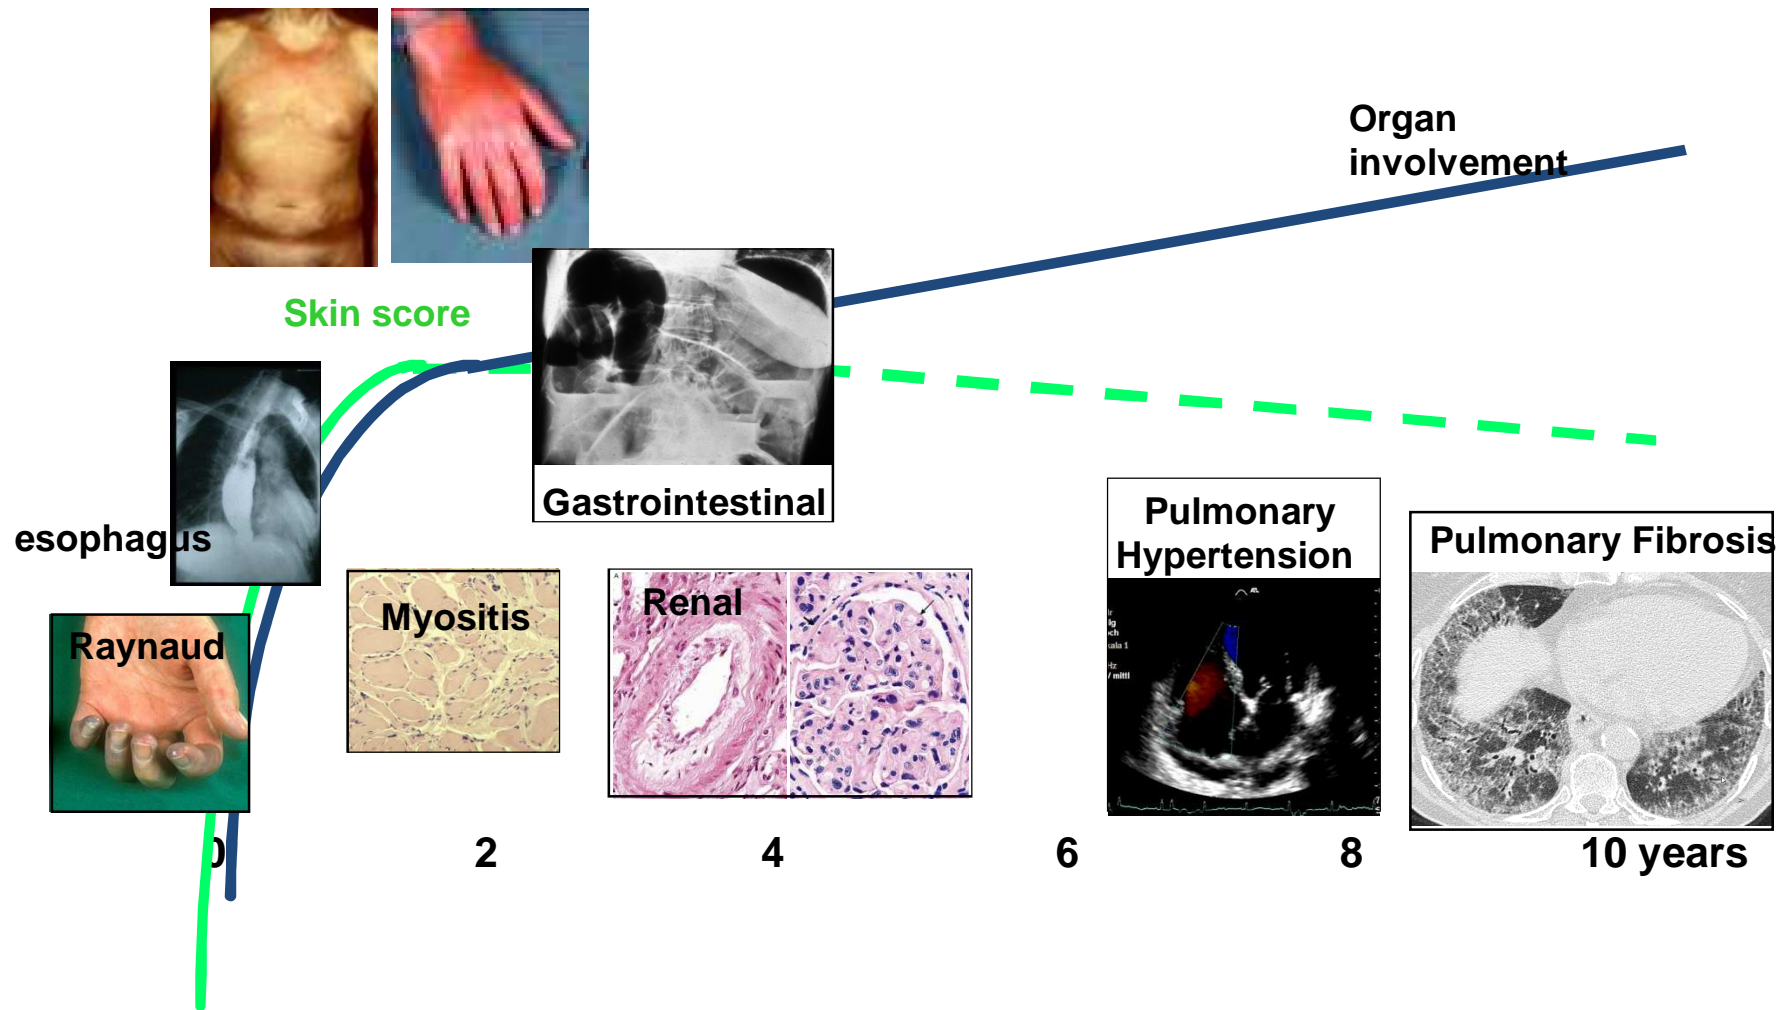 Organ
involvement
Skin score
Gastrointestinal
esophagus
Pulmonary
Hypertension
Pulmonary Fibrosis
Raynaud
Myositis
A
Renal
0
2
4
6
8
10 years